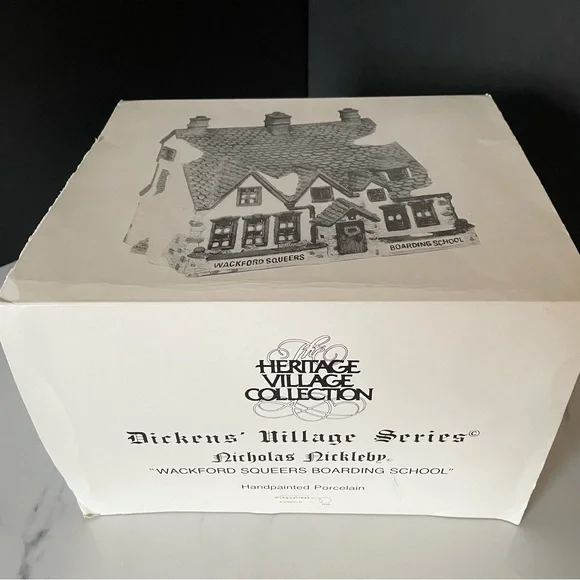 WACKFORD SQUEERS
BOARDING SCHOOL
The
HERITAGE
VILLAGE
COLLECTION
Dickens' Village Series©
Nicholas Nickleby
"WACKFORD SQUEERS BOARDING SCHOOL"
Handpainted Porcelain